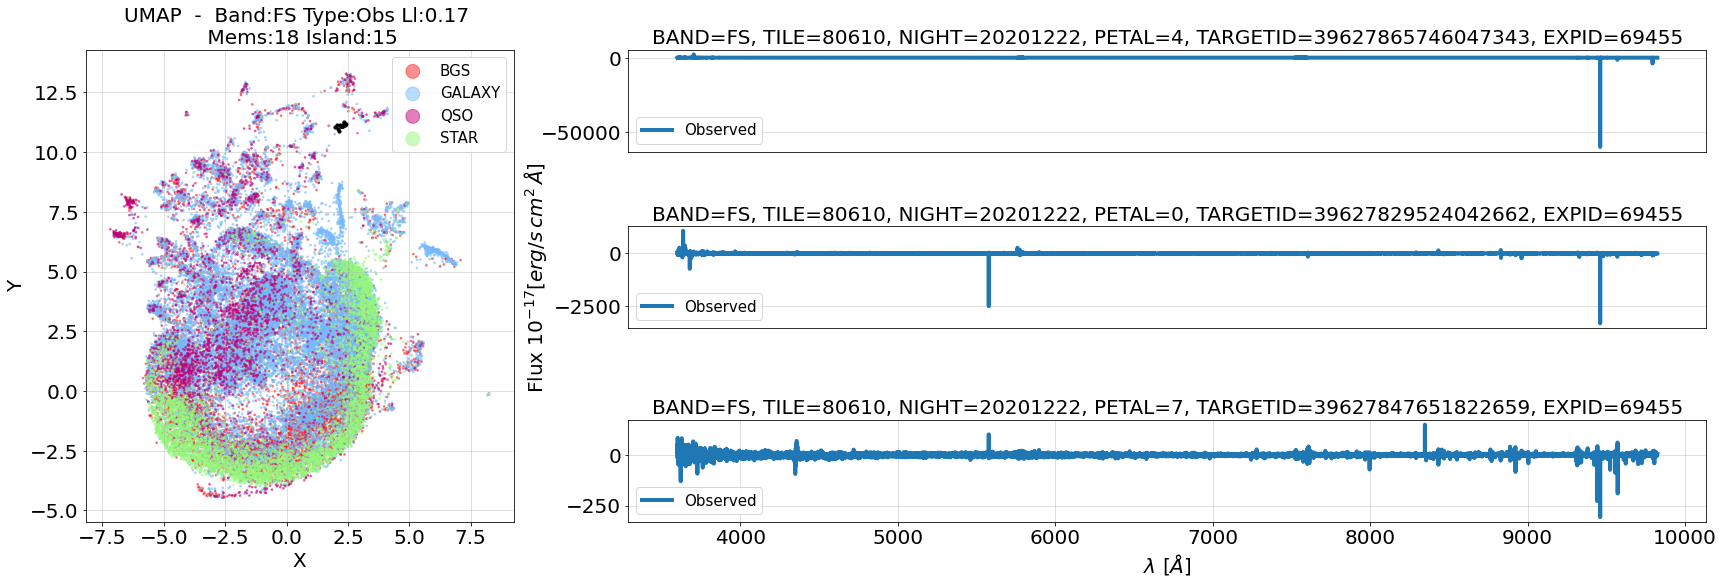 UMAP - Band:FS Type:Obs Ll:0.17
Mems:18 Island:15
BGS
GALAXY
QSO
STAR
12.5
10.0
7.5
5.0
2.5
0.0
−2.5
−5.0
Y
−7.5 −5.0 −2.5 0.0 2.5 5.0 7.5
X
Flux 10^{-17}[erg/s cm^2 Å]
BAND=FS, TILE=80610, NIGHT=20201222, PETAL=4, TARGETID=39627865746047343, EXPID=69455
0
−50000
Observed
BAND=FS, TILE=80610, NIGHT=20201222, PETAL=0, TARGETID=39627829524042662, EXPID=69455
0
−2500
Observed
BAND=FS, TILE=80610, NIGHT=20201222, PETAL=7, TARGETID=39627847651822659, EXPID=69455
0
−250
Observed
4000 5000 6000 7000 8000 9000 10000
λ [Å]